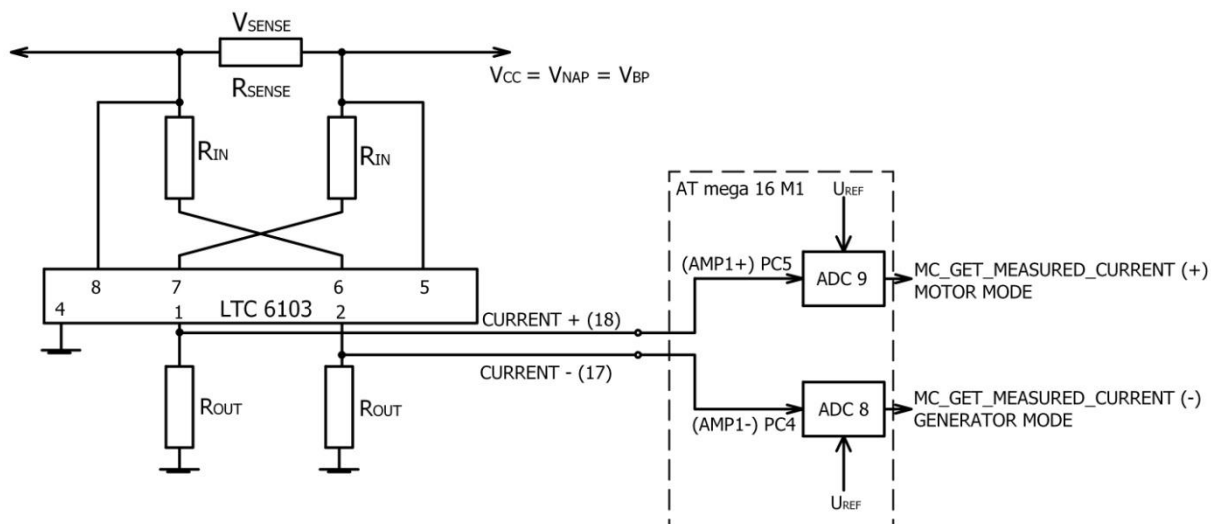 VSENSE
RSENSE
VCC = VNAP = VBP
RIN
RIN
8
7
6
5
4
1
LTC 6103
2
ROUT
ROUT
CURRENT + (18)
CURRENT - (17)
AT mega 16 M1
UREF
(AMP1+) PC5
ADC 9
MC_GET_MEASURED_CURRENT (+)
MOTOR MODE
(AMP1-) PC4
ADC 8
MC_GET_MEASURED_CURRENT (-)
GENERATOR MODE
UREF